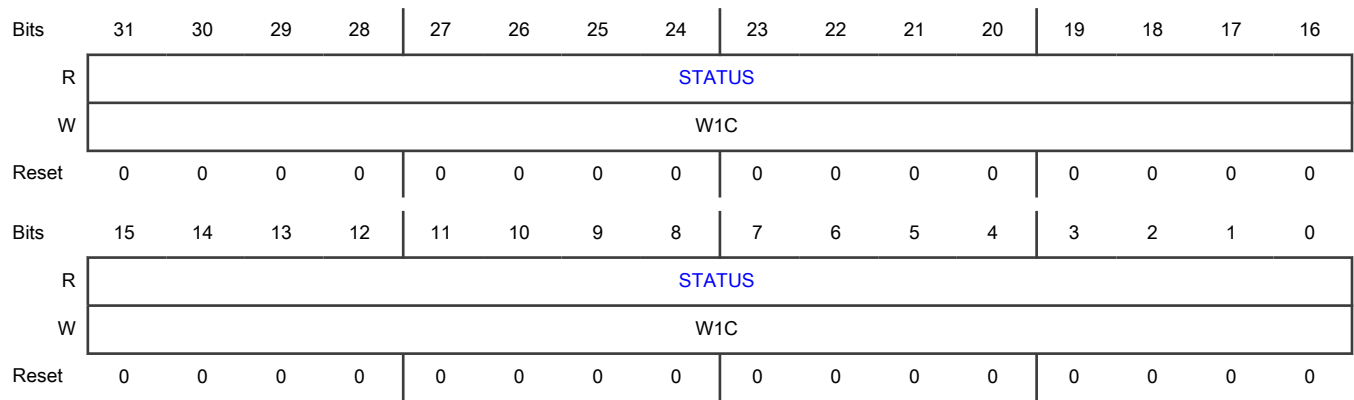 Bits 31 30 29 28 27 26 25 24 23 22 21 20 19 18 17 16
R STATUS
W W1C
Reset 0 0 0 0 0 0 0 0 0 0 0 0 0 0 0 0
Bits 15 14 13 12 11 10 9 8 7 6 5 4 3 2 1 0
R STATUS
W W1C
Reset 0 0 0 0 0 0 0 0 0 0 0 0 0 0 0 0